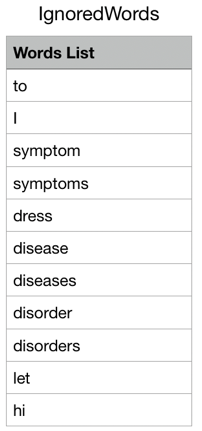 IgnoredWords
Words List
to
I
symptom
symptoms
dress
disease
diseases
disorder
disorders
let
hi